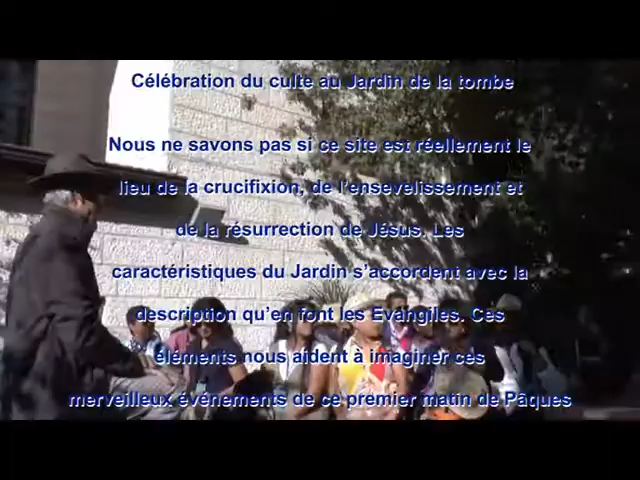 Célébration du culte au Jardin de la tombe
Nous ne savons pas si ce site est réellement le
lieu de la crucifixion, de l'ensevelissement et
de la résurrection de Jésus. Les
caractéristiques du Jardin s'accordent avec la
description qu'en font les Evangiles. Ces
éléments nous aident à imaginer ces
merveilleux événements de ce premier matin de Pâques